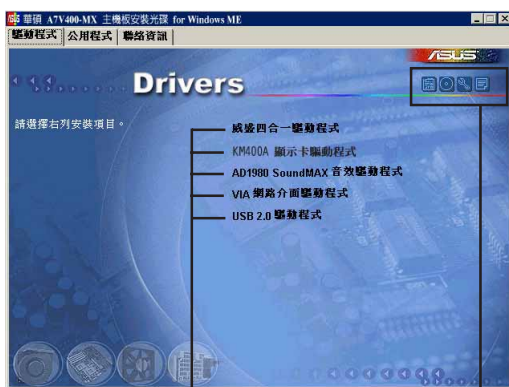 華碩 A7V400-MX 主機板安裝光碟 for Windows ME
驅動程式 公用程式 聯絡資訊
ASUS
Drivers
請選擇右列安裝項目。
威盛四合一驅動程式
KM400A 顯示卡驅動程式
AD1980 SoundMAX 音效驅動程式
VIA 網路介面驅動程式
USB 2.0 驅動程式